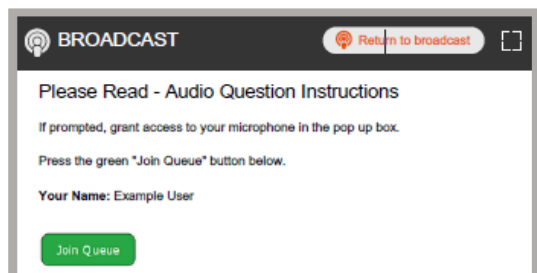 BROADCAST
Return to broadcast
Please Read - Audio Question Instructions
If prompted, grant access to your microphone in the pop up box.
Press the green "Join Queue" button below.
Your Name: Example User
Join Queue